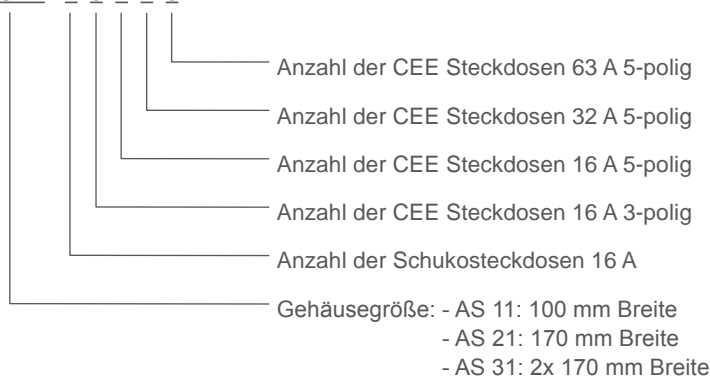 Anzahl der CEE Steckdosen 63 A 5-polig
Anzahl der CEE Steckdosen 32 A 5-polig
Anzahl der CEE Steckdosen 16 A 5-polig
Anzahl der CEE Steckdosen 16 A 3-polig
Anzahl der Schukosteckdosen 16 A
Gehäusegröße: - AS 11: 100 mm Breite
- AS 21: 170 mm Breite
- AS 31: 2x 170 mm Breite